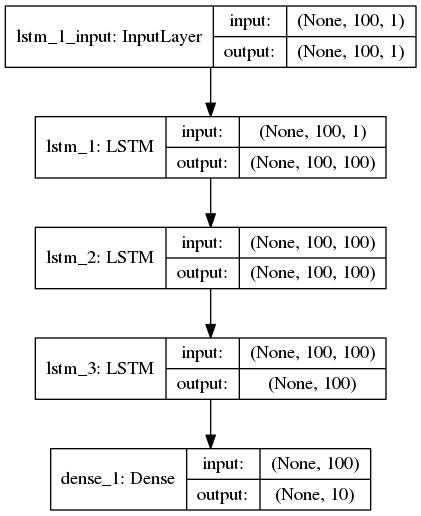 lstm_1_input: InputLayer
input: (None, 100, 1)
output: (None, 100, 1)
lstm_1: LSTM
input: (None, 100, 1)
output: (None, 100, 100)
lstm_2: LSTM
input: (None, 100, 100)
output: (None, 100, 100)
lstm_3: LSTM
input: (None, 100, 100)
output: (None, 100)
dense_1: Dense
input: (None, 100)
output: (None, 10)